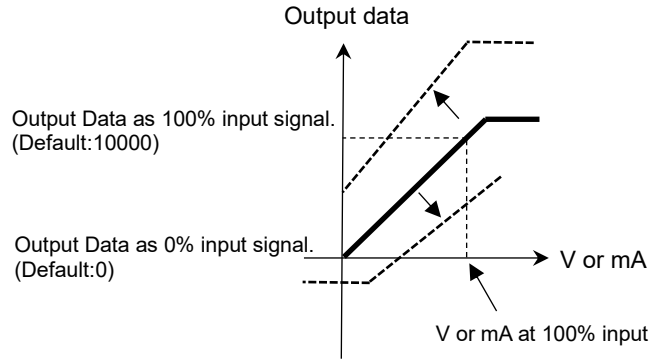 Output data
Output Data as 100% input signal.
(Default:10000)
Output Data as 0% input signal.
(Default:0)
V or mA
V or mA at 100% input